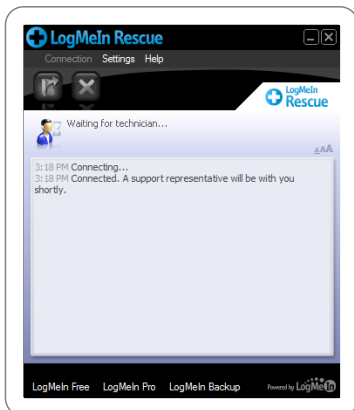 LogMeIn Rescue
Connection Settings Help
LogMeIn
Rescue
Waiting for technician...
AAA
3:18 PM Connecting...
3:18 PM Connected. A support representative will be with you
shortly.
LogMeIn Free LogMeIn Pro LogMeIn Backup Powered by LogMeIn